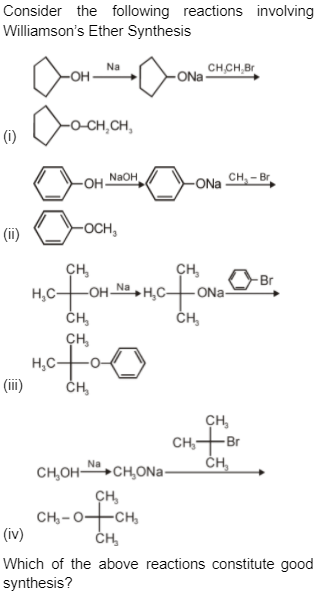 Consider the following reactions involving
Williamson's Ether Synthesis
OH Na ONa CH₃CH₂Br
(i) O-CH₂CH₃
OH NaOH ONa CH₃ – Br
(ii) OCH₃
CH₃ CH₃
H₃C OH Na H₃C ONa Br
CH₃ CH₃
CH₃
H₃C O
(iii) CH₃
CH₃
CH₃ Br
CH₃OH Na CH₃ONa CH₃
CH₃
CH₃ – O CH₃
(iv) CH₃
Which of the above reactions constitute good
synthesis?